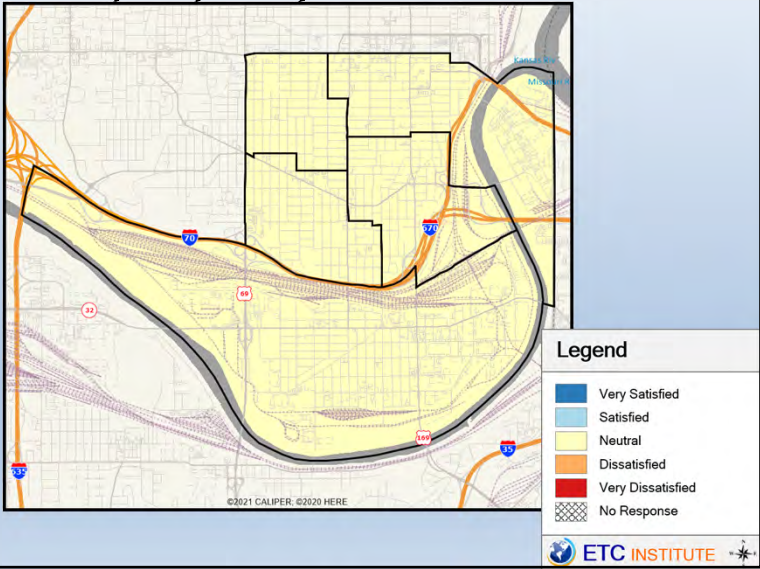 Kansas
Missouri R
70
670
69
32
169
635
35
©2021 CALIPER; ©2020 HERE
Legend
Very Satisfied
Satisfied
Neutral
Dissatisfied
Very Dissatisfied
No Response
ETC INSTITUTE